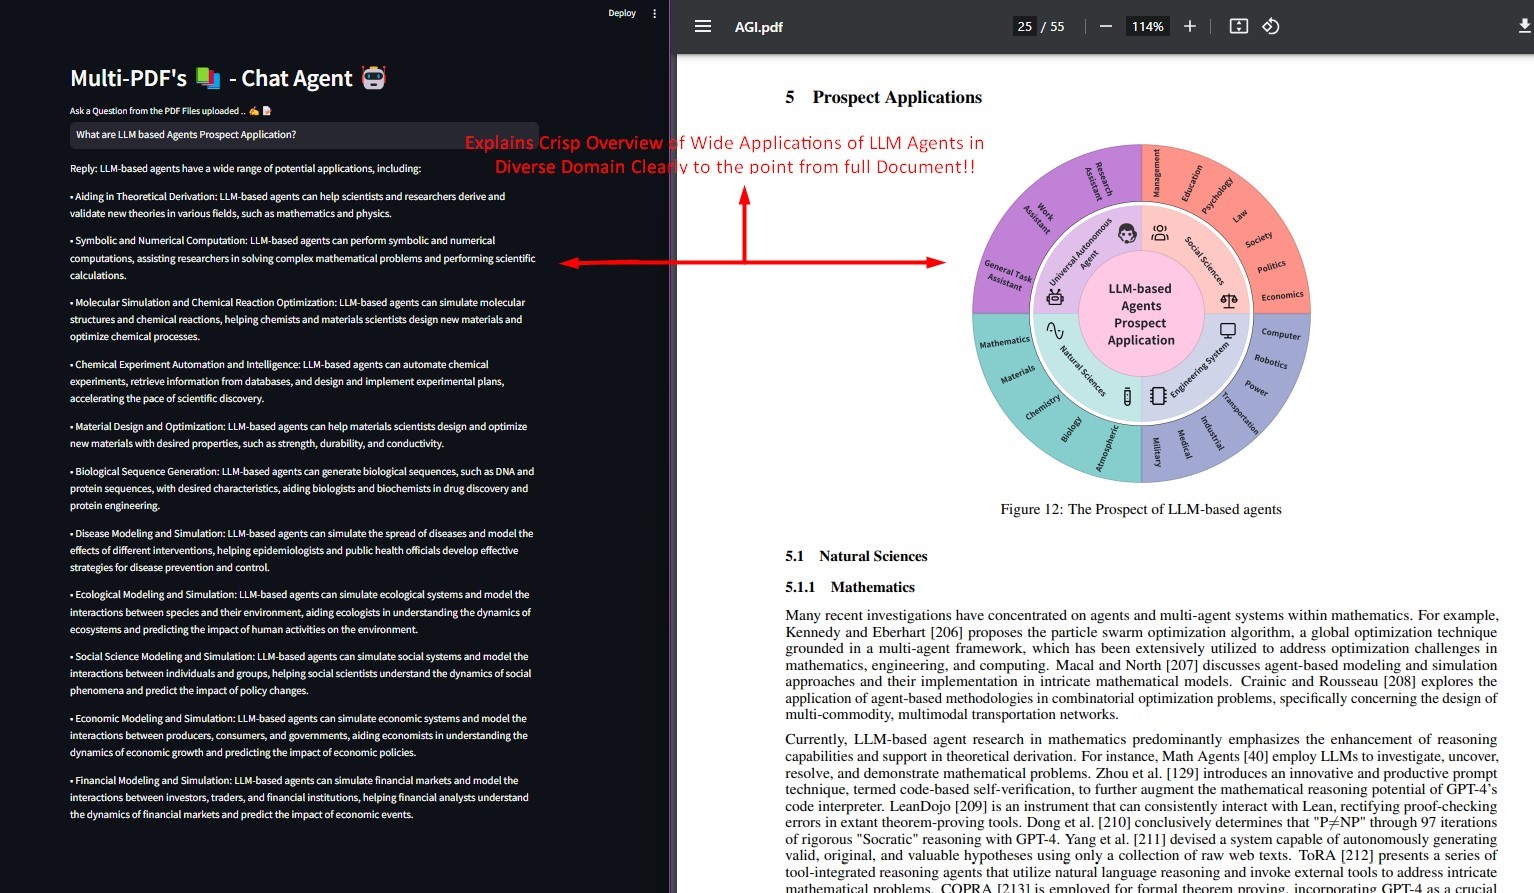 Deploy
Multi-PDF's - Chat Agent
Ask a Question from the PDF Files uploaded ..
What are LLM based Agents Prospect Application?
Reply: LLM-based agents have a wide range of potential applications, including:
• Aiding in Theoretical Derivation: LLM-based agents can help scientists and researchers derive and
validate new theories in various fields, such as mathematics and physics.
• Symbolic and Numerical Computation: LLM-based agents can perform symbolic and numerical
computations, assisting researchers in solving complex mathematical problems and performing scientific
calculations.
• Molecular Simulation and Chemical Reaction Optimization: LLM-based agents can simulate molecular
structures and chemical reactions, helping chemists and materials scientists design new materials and
optimize chemical processes.
• Chemical Experiment Automation and Intelligence: LLM-based agents can automate chemical
experiments, retrieve information from databases, and design and implement experimental plans,
accelerating the pace of scientific discovery.
• Material Design and Optimization: LLM-based agents can help materials scientists design and optimize
new materials with desired properties, such as strength, durability, and conductivity.
• Biological Sequence Generation: LLM-based agents can generate biological sequences, such as DNA and
protein sequences, with desired characteristics, aiding biologists and biochemists in drug discovery and
protein engineering.
• Disease Modeling and Simulation: LLM-based agents can simulate the spread of diseases and model the
effects of different interventions, helping epidemiologists and public health officials develop effective
strategies for disease prevention and control.
• Ecological Modeling and Simulation: LLM-based agents can simulate ecological systems and model the
interactions between species and their environment, aiding ecologists in understanding the dynamics of
ecosystems and predicting the impact of human activities on the environment.
• Social Science Modeling and Simulation: LLM-based agents can simulate social systems and model the
interactions between individuals and groups, helping social scientists understand the dynamics of social
phenomena and predict the impact of policy changes.
• Economic Modeling and Simulation: LLM-based agents can simulate economic systems and model the
interactions between producers, consumers, and governments, aiding economists in understanding the
dynamics of economic growth and predicting the impact of economic policies.
• Financial Modeling and Simulation: LLM-based agents can simulate financial markets and model the
interactions between investors, traders, and financial institutions, helping financial analysts understand
the dynamics of financial markets and predict the impact of economic events.
Explains Crisp Overview of Wide Applications of LLM Agents in
Diverse Domain Clearly to the point from full Document!!
AGI.pdf
25 / 55
114%
5 Prospect Applications
Management
Education
Psychology
Law
Society
Politics
Economics
Computer
Robotics
Power
Transportation
Industrial
Medical
Military
Atmospheric
Biology
Chemistry
Materials
Mathematics
General Task
Assistant
Work
Assistant
Research
Assistant
Universal Autonomous
Agent
Social Sciences
Engineering System
Natural Sciences
LLM-based
Agents
Prospect
Application
Figure 12: The Prospect of LLM-based agents
5.1 Natural Sciences
5.1.1 Mathematics
Many recent investigations have concentrated on agents and multi-agent systems within mathematics. For example,
Kennedy and Eberhart [206] proposes the particle swarm optimization algorithm, a global optimization technique
grounded in a multi-agent framework, which has been extensively utilized to address optimization challenges in
mathematics, engineering, and computing. Macal and North [207] discusses agent-based modeling and simulation
approaches and their implementation in intricate mathematical models. Crainic and Rousseau [208] explores the
application of agent-based methodologies in combinatorial optimization problems, specifically concerning the design of
multi-commodity, multimodal transportation networks.
Currently, LLM-based agent research in mathematics predominantly emphasizes the enhancement of reasoning
capabilities and support in theoretical derivation. For instance, Math Agents [40] employ LLMs to investigate, uncover,
resolve, and demonstrate mathematical problems. Zhou et al. [129] introduces an innovative and productive prompt
technique, termed code-based self-verification, to further augment the mathematical reasoning potential of GPT-4's
code interpreter. LeanDojo [209] is an instrument that can consistently interact with Lean, rectifying proof-checking
errors in extant theorem-proving tools. Dong et al. [210] conclusively determines that "P≠NP" through 97 iterations
of rigorous "Socratic" reasoning with GPT-4. Yang et al. [211] devised a system capable of autonomously generating
valid, original, and valuable hypotheses using only a collection of raw web texts. ToRA [212] presents a series of
tool-integrated reasoning agents that utilize natural language reasoning and invoke external tools to address intricate
mathematical problems. COPRA [213] is employed for formal theorem proving, incorporating GPT-4 as a crucial